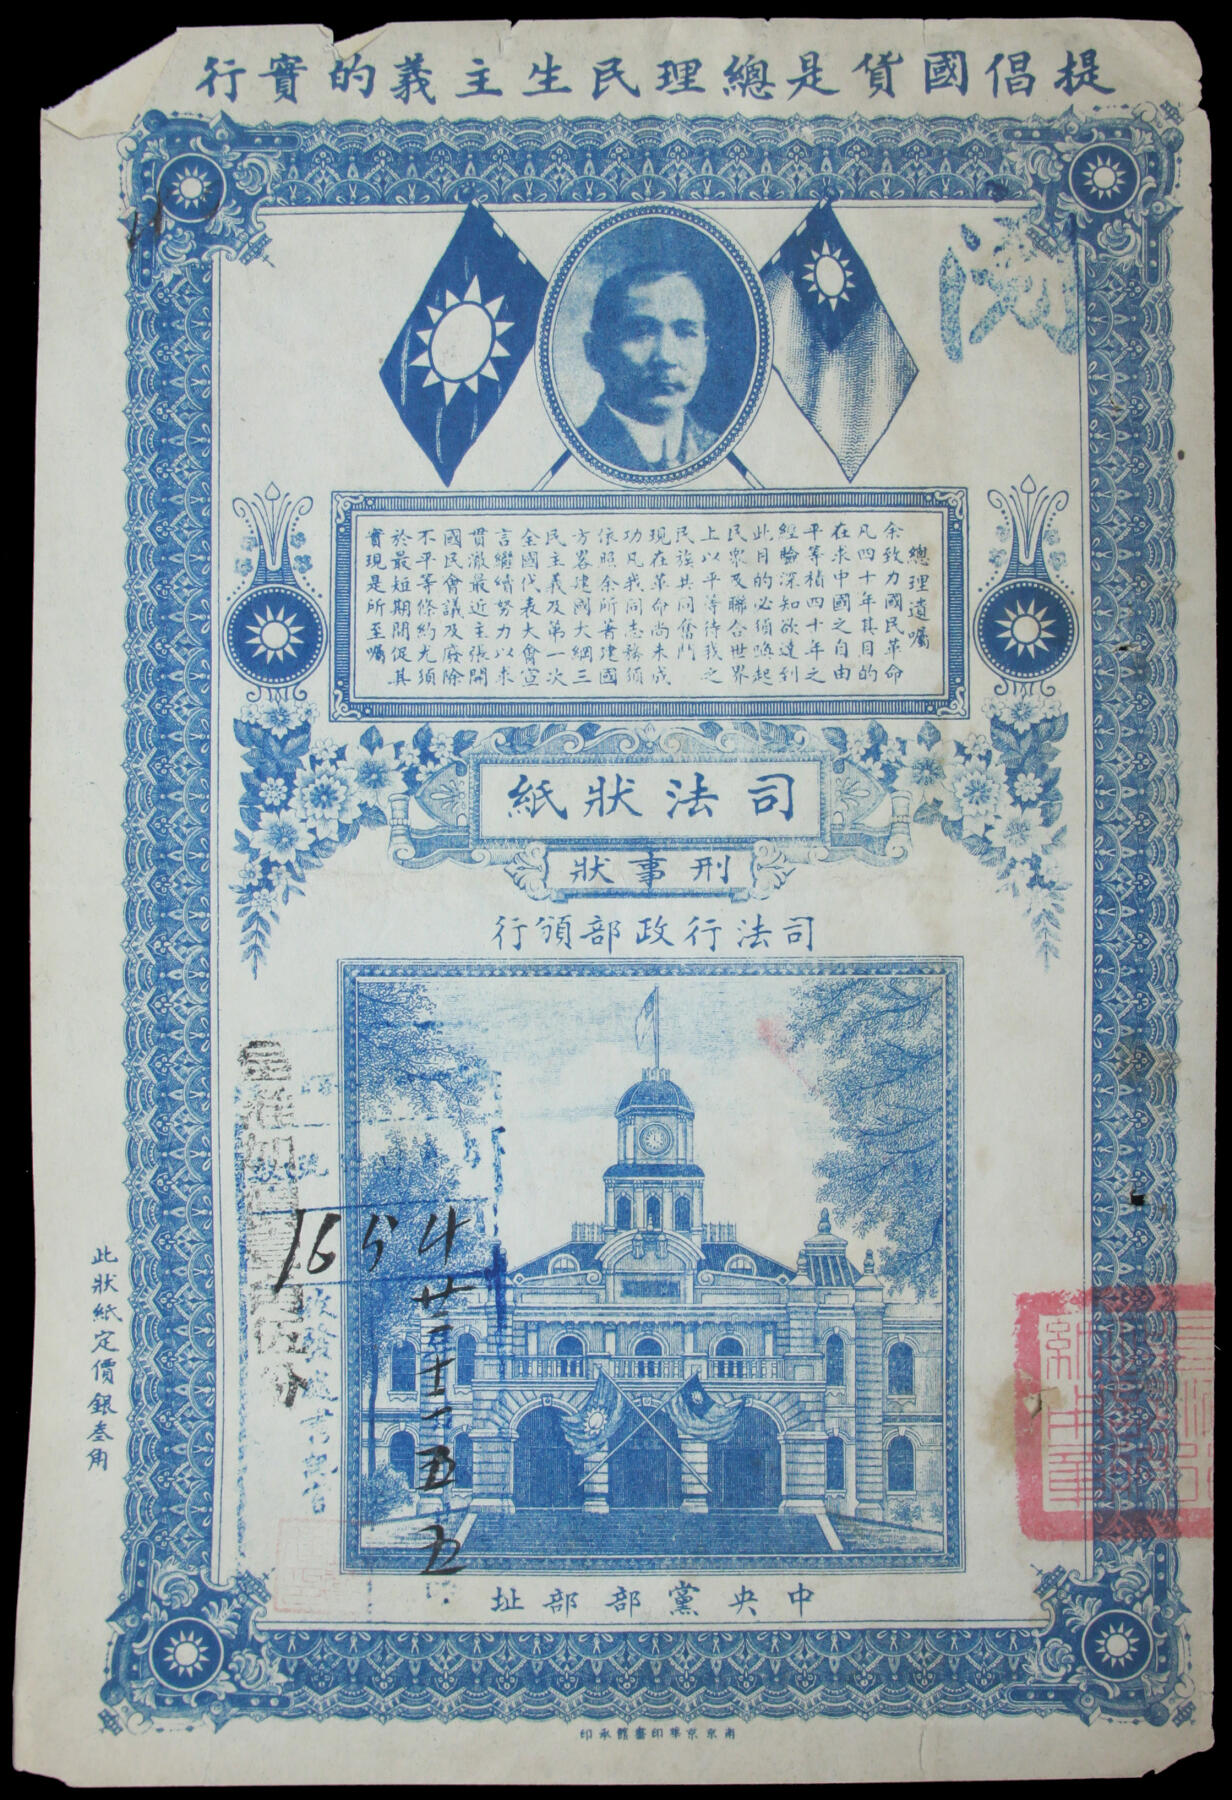 提倡國貨是總理民生主義的實行
總理遺囑
余致力國民革命
凡四十年其目的
在求中國之自由
平等積四十年之
經驗深知欲達到
此目的必須喚起
民衆及聯合世界
上以平等待我之
民族共同奮鬥
現在革命尚未成
功凡我同志務須
依照余所著建國
方畧建國大綱三
民主義及第一次
全國代表大會宣
言繼續努力以求
貫澈最近主張開
國民會議及廢除
不平等條約尤須
於最短期間促其
實現是所至囑
司法狀紙
刑事狀
司法行政部頒行
1654
廿三十二
五
五
中央黨部部址
此狀紙定價銀叁角
南京京華印書館承印